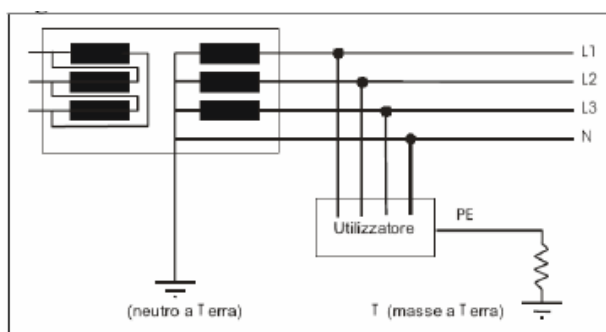 L1
L2
L3
N
PE
Utilizzatore
(neutro a Terra)
T (masse a Terra)